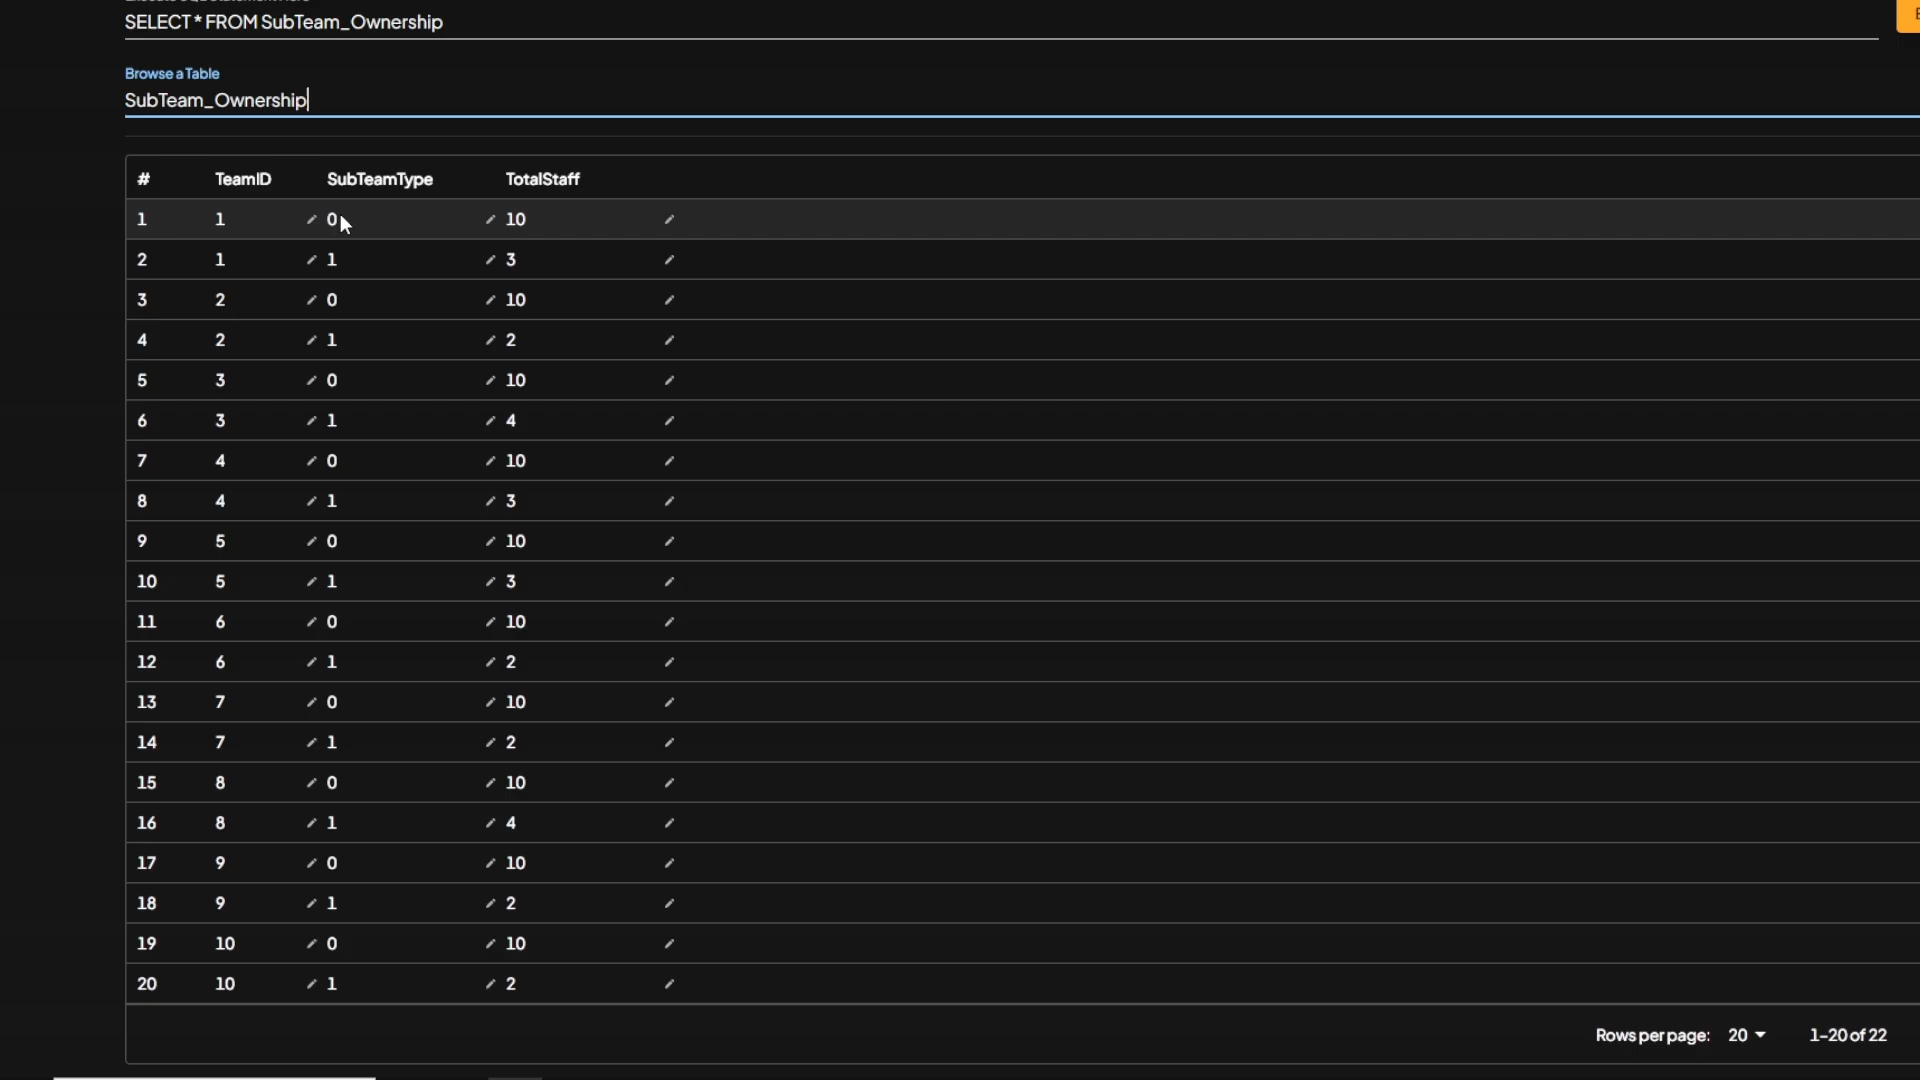 SELECT * FROM SubTeam_Ownership
Browse a Table
SubTeam_Ownership
# TeamID SubTeamType TotalStaff
1 1 0 10
2 1 1 3
3 2 0 10
4 2 1 2
5 3 0 10
6 3 1 4
7 4 0 10
8 4 1 3
9 5 0 10
10 5 1 3
11 6 0 10
12 6 1 2
13 7 0 10
14 7 1 2
15 8 0 10
16 8 1 4
17 9 0 10
18 9 1 2
19 10 0 10
20 10 1 2
Rows per page: 20 1–20 of 22